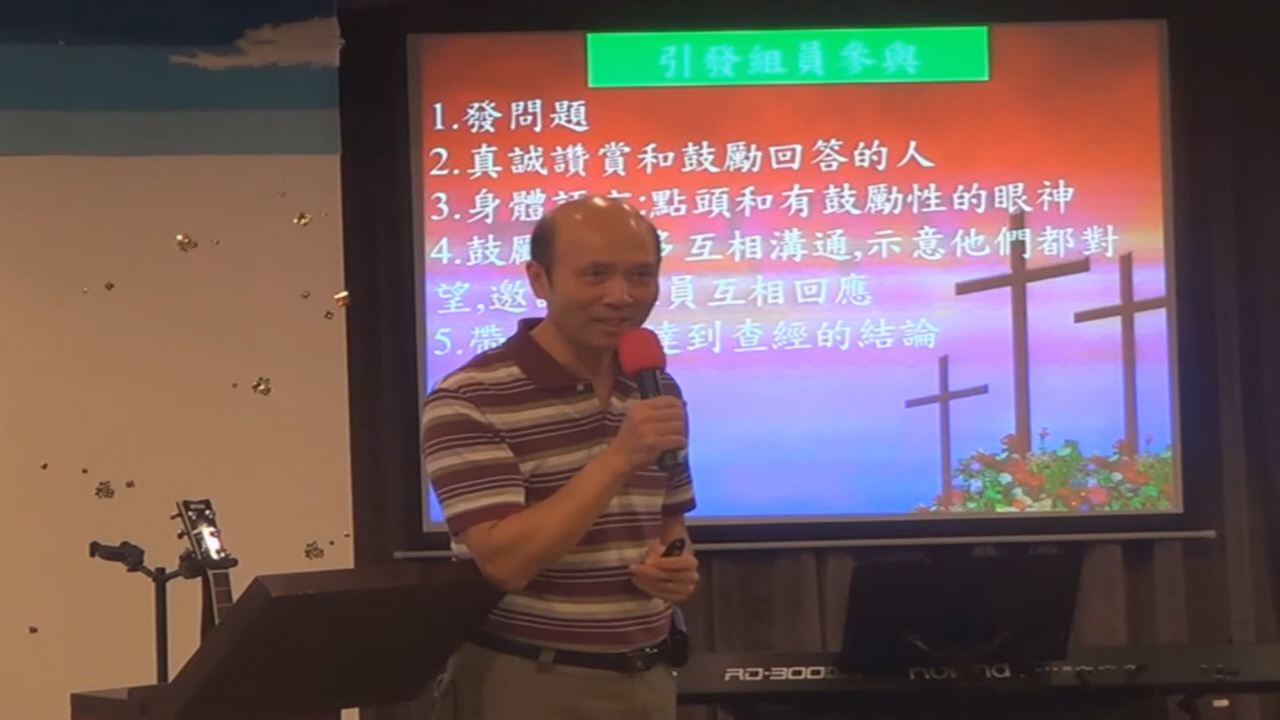 引發組員參與
1.發問題
2.真誠讚賞和鼓勵回答的人
3.身體 :點頭和有鼓勵性的眼神
4.鼓勵 互相溝通,示意他們都對
望,邀 員互相回應
5.帶 達到查經的結論
福
福
RD-300
Roland